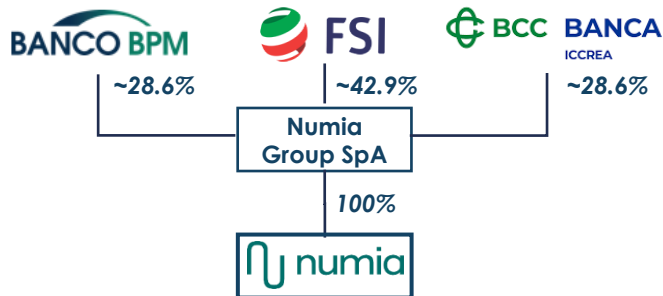 BANCO BPM
FSI
BCC BANCA
ICCREA
~28.6%
~42.9%
~28.6%
Numia
Group SpA
100%
numia